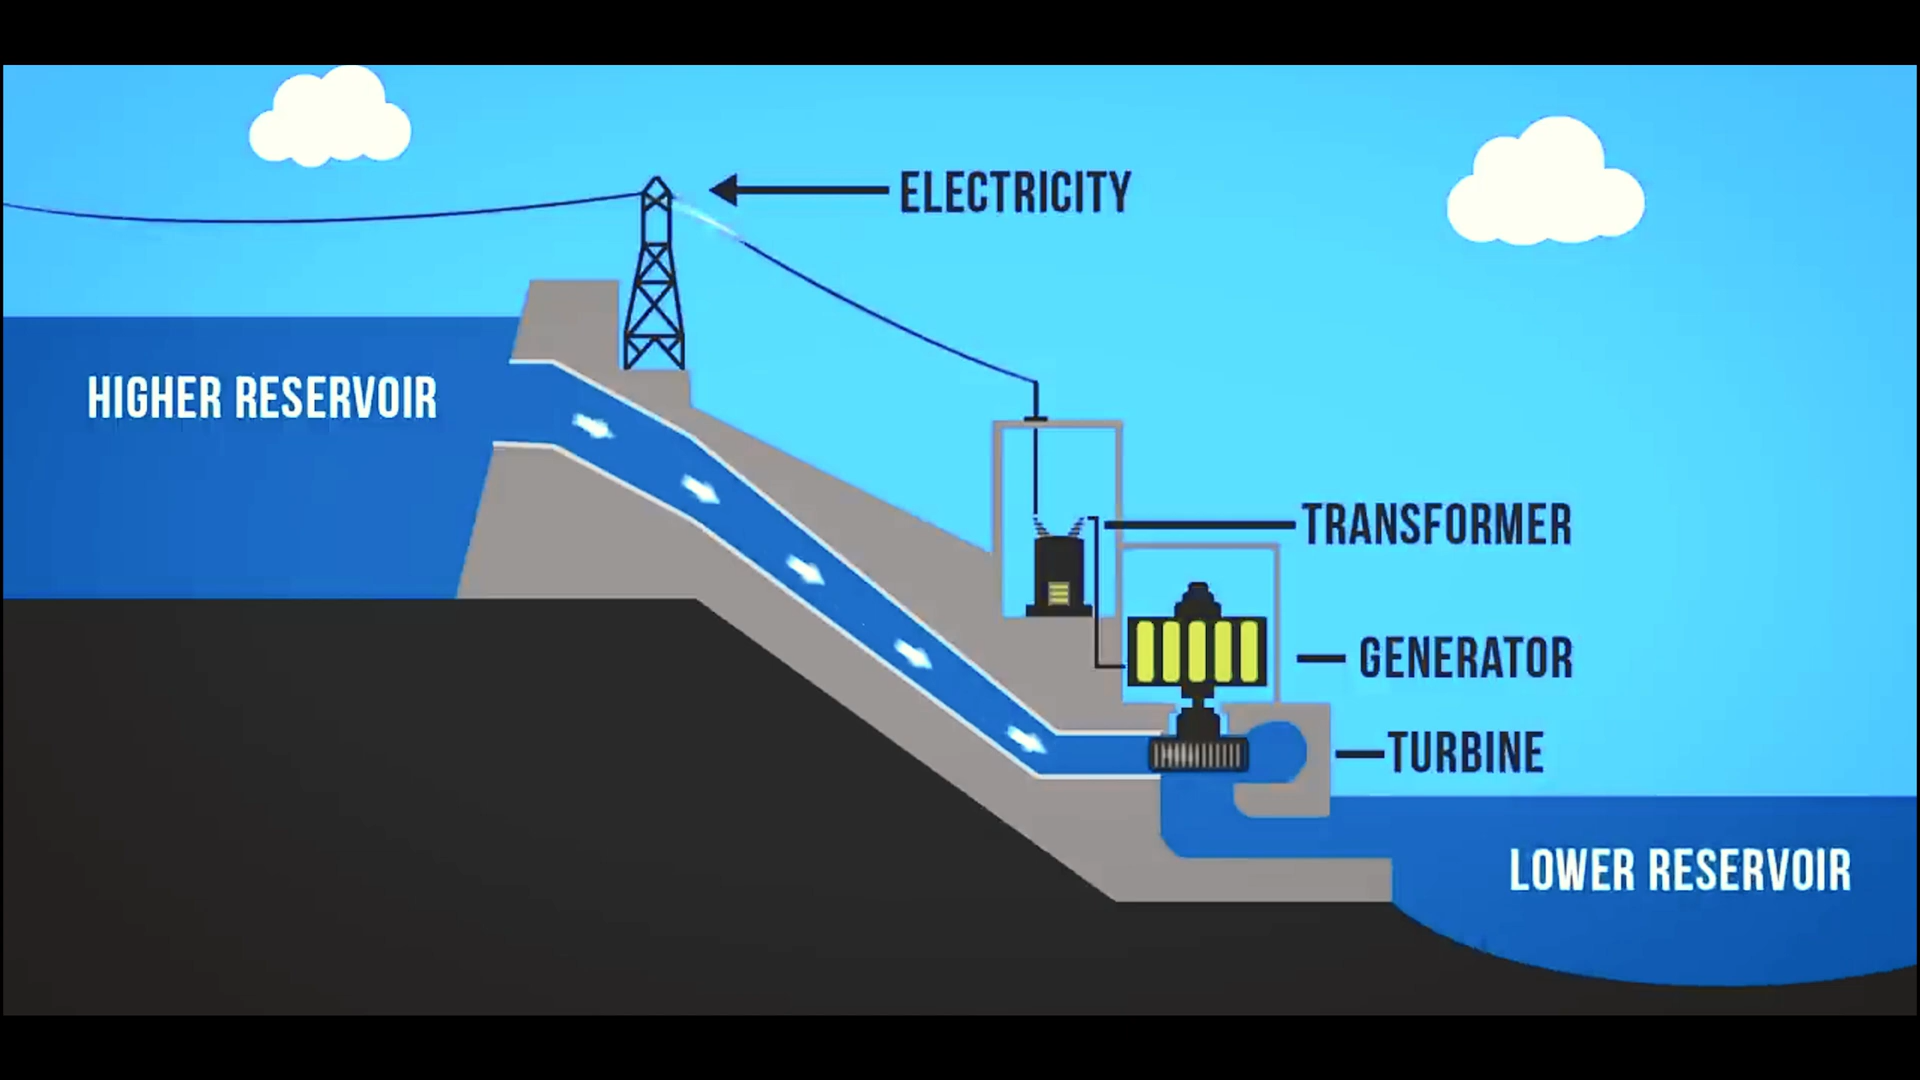 ELECTRICITY
HIGHER RESERVOIR
TRANSFORMER
GENERATOR
TURBINE
LOWER RESERVOIR